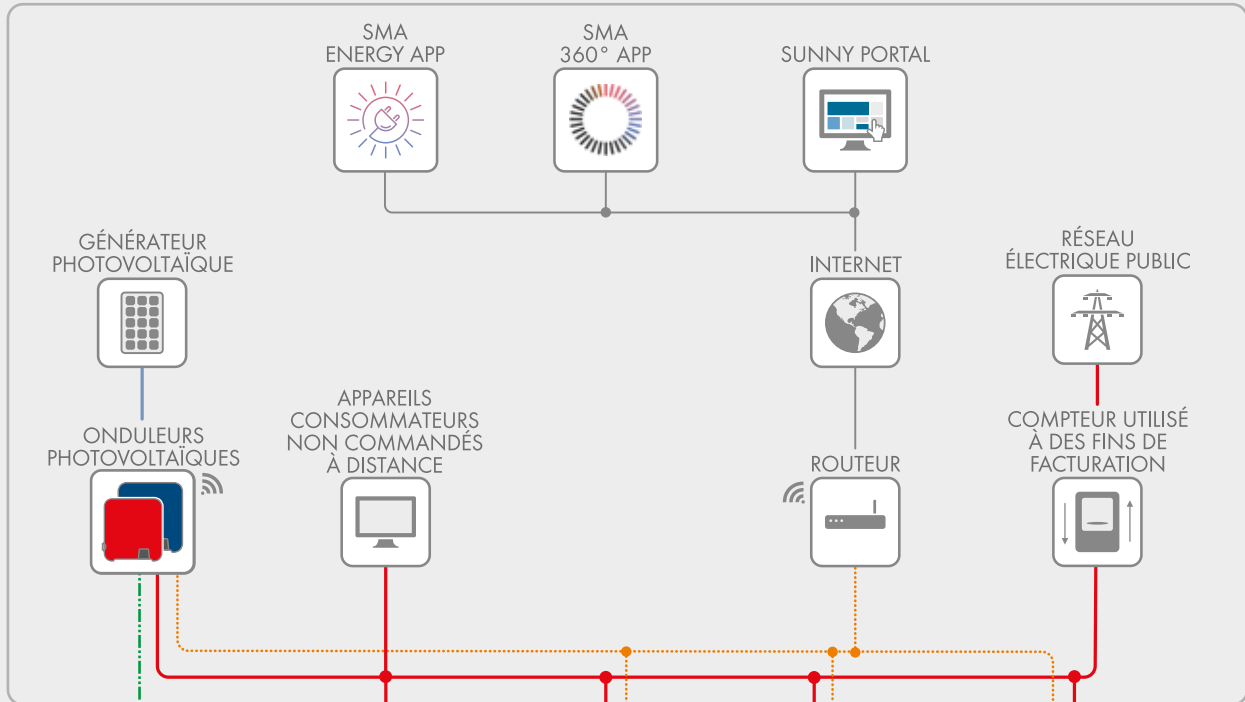 SMA
ENERGY APP
SMA
360° APP
SUNNY PORTAL
GÉNÉRATEUR
PHOTOVOLTAÏQUE
INTERNET
RÉSEAU
ÉLECTRIQUE PUBLIC
ONDULEURS
PHOTOVOLTAÏQUES
APPAREILS
CONSOMMATEURS
NON COMMANDÉS
À DISTANCE
ROUTEUR
COMPTEUR UTILISÉ
À DES FINS DE
FACTURATION